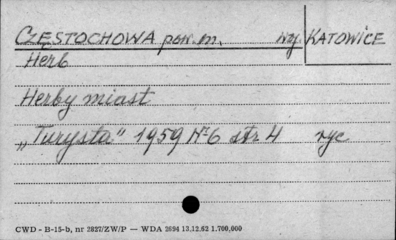 CZĘSTOCHOWA pow. m. woj. KATOWICE
Herb
Herby miast
„Turysta" 1959 Nr 6 str 4 ryc
CWD - B-15-b, nr 3827/ZW/P — WDA 2694 13.12.62 1.700.000